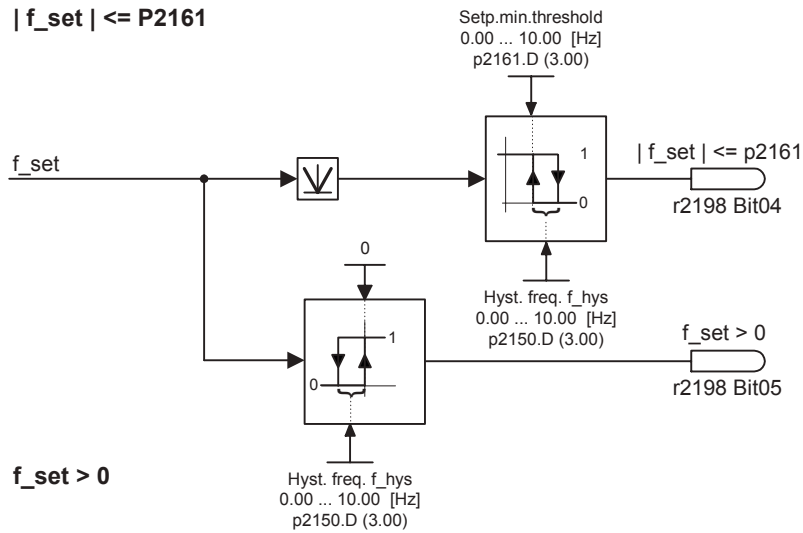 | f_set | <= P2161
Setp.min.threshold
0.00 ... 10.00 [Hz]
p2161.D (3.00)
f_set
1
0
| f_set | <= p2161
r2198 Bit04
0
Hyst. freq. f_hys
0.00 ... 10.00 [Hz]
p2150.D (3.00)
1
0
f_set > 0
r2198 Bit05
f_set > 0
Hyst. freq. f_hys
0.00 ... 10.00 [Hz]
p2150.D (3.00)